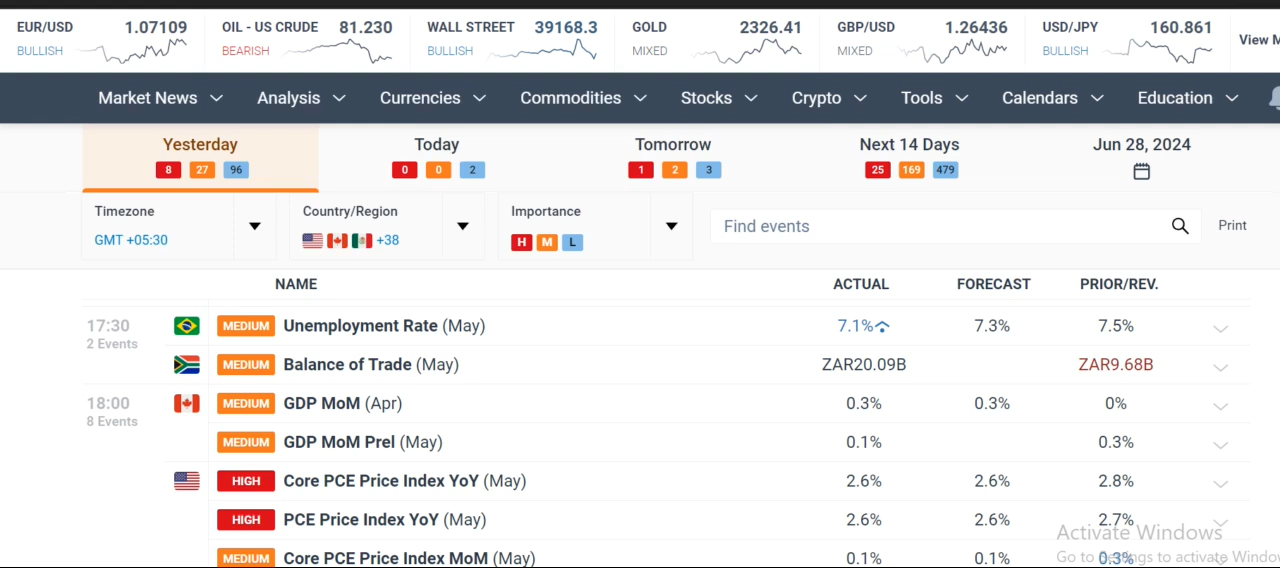 EUR/USD 1.07109 OIL - US CRUDE 81.230 WALL STREET 39168.3 GOLD 2326.41 GBP/USD 1.26436 USD/JPY 160.861 View M
BULLISH BEARISH BULLISH MIXED MIXED BULLISH
Market News Analysis Currencies Commodities Stocks Crypto Tools Calendars Education
Yesterday Today Tomorrow Next 14 Days Jun 28, 2024
8 27 96 0 0 2 1 2 3 25 169 479
Timezone Country/Region Importance
GMT +05:30 +38 H M L Find events Print
NAME ACTUAL FORECAST PRIOR/REV.
17:30 MEDIUM Unemployment Rate (May) 7.1% 7.3% 7.5%
2 Events
MEDIUM Balance of Trade (May) ZAR20.09B ZAR9.68B
18:00 MEDIUM GDP MoM (Apr) 0.3% 0.3% 0%
8 Events
MEDIUM GDP MoM Prel (May) 0.1% 0.3%
HIGH Core PCE Price Index YoY (May) 2.6% 2.6% 2.8%
HIGH PCE Price Index YoY (May) 2.6% 2.6% 2.7%
Activate Windows
MEDIUM Core PCE Price Index MoM (May) 0.1% 0.1% 0.3%
Go to Settings to activate Windo